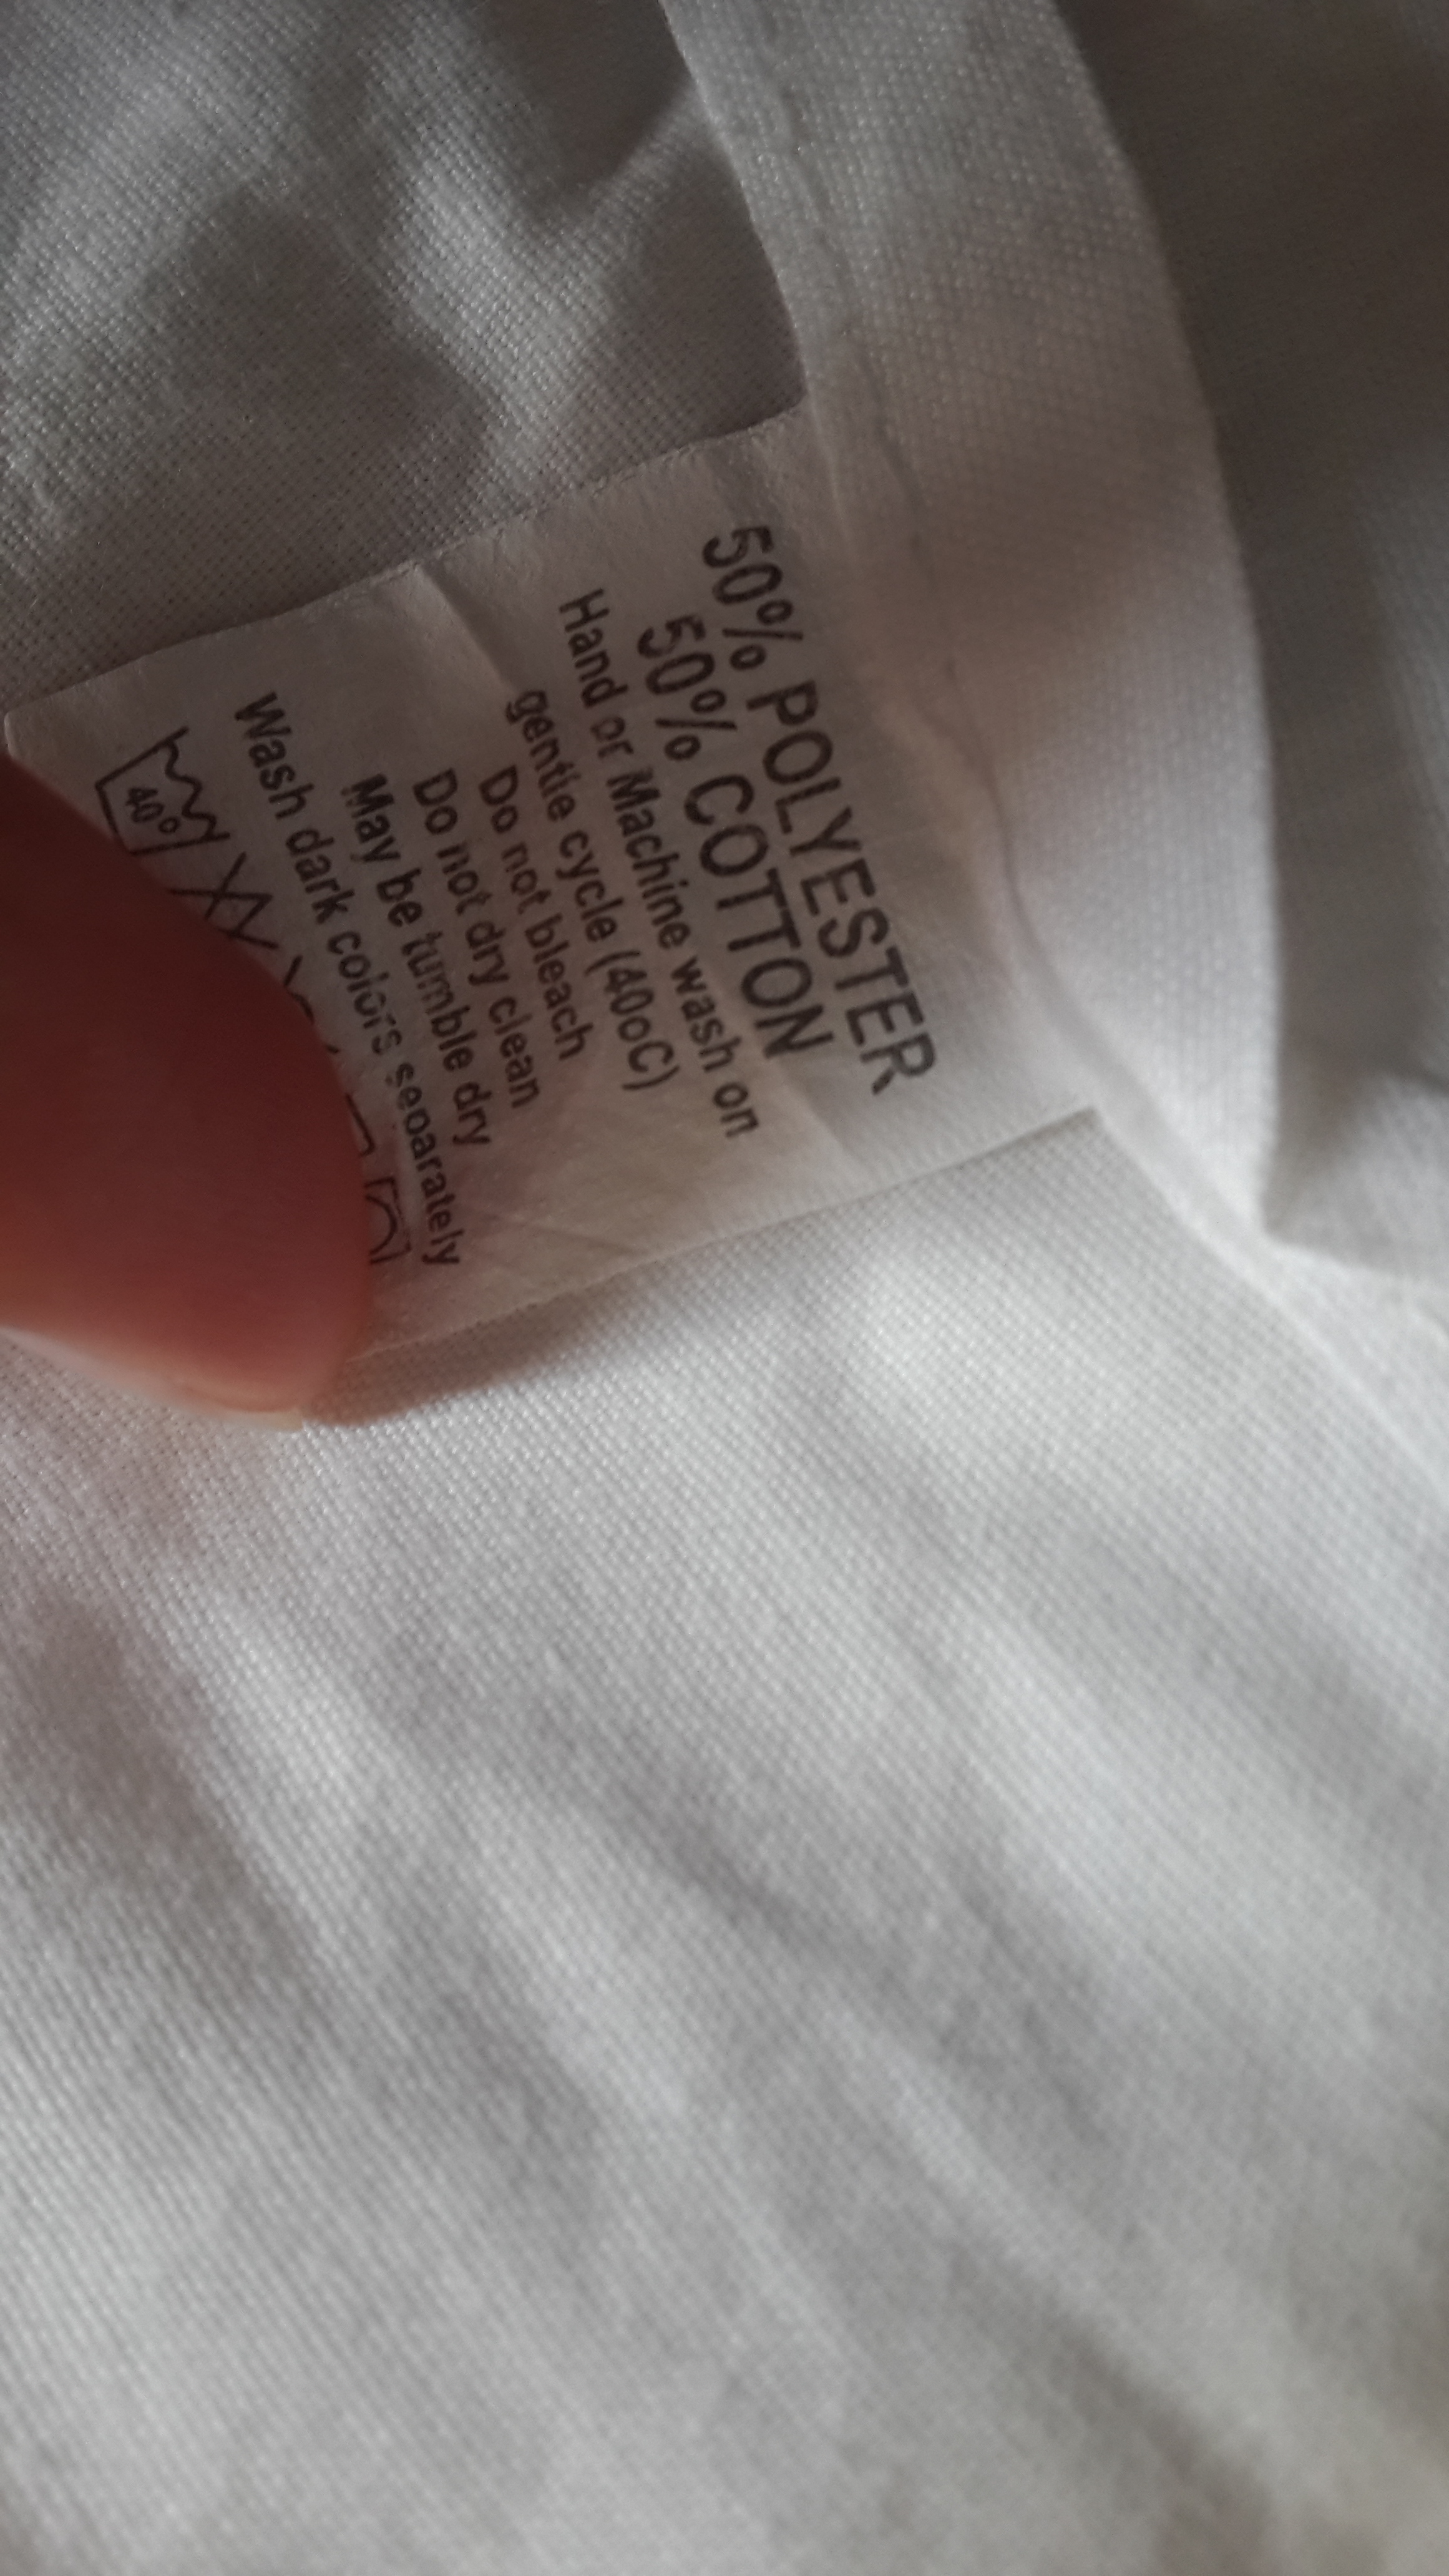 50% POLYESTER
50% COTTON
Hand or Machine wash on
gentle cycle (40oC)
Do not bleach
Do not dry clean
May be tumble dry
Wash dark colors separately
40°